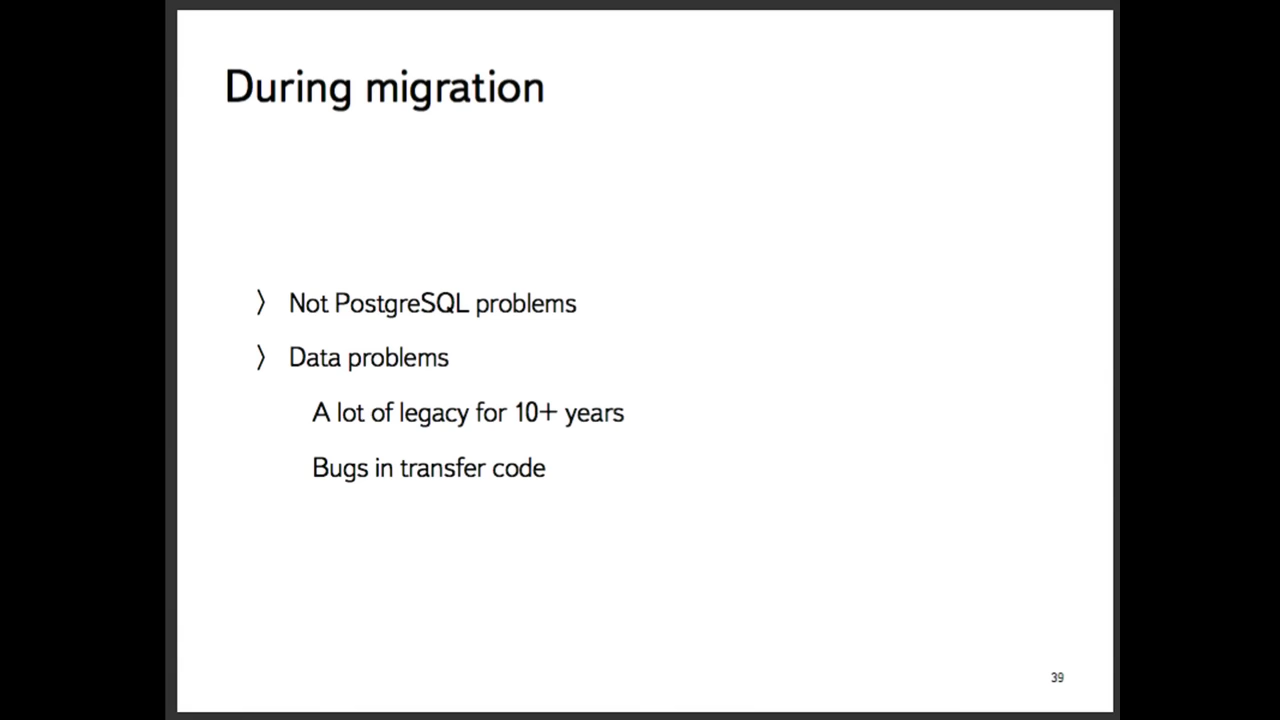 During migration
〉 Not PostgreSQL problems
〉 Data problems
A lot of legacy for 10+ years
Bugs in transfer code
39